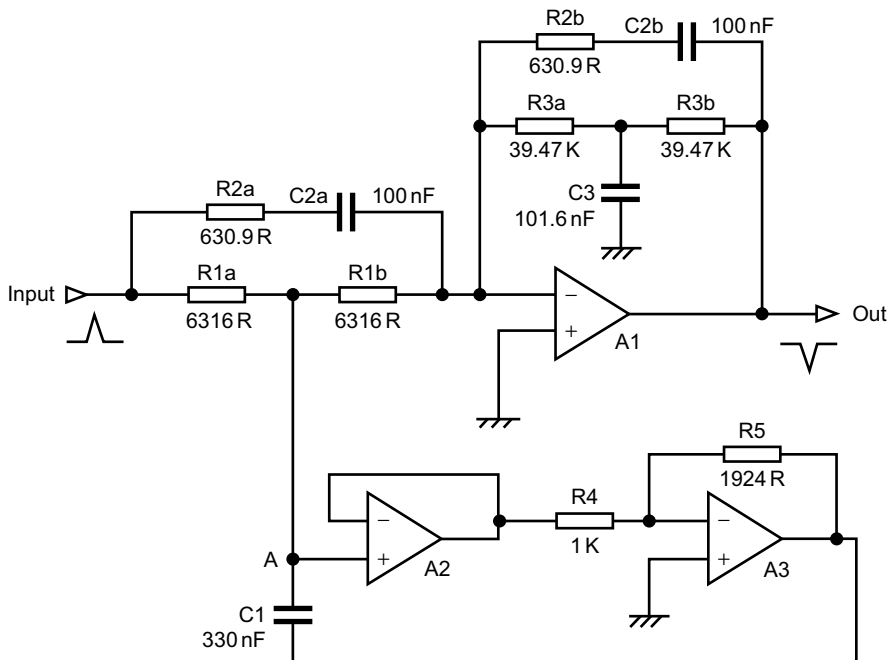 R2b
C2b
100 nF
630.9 R
R3a
R3b
39.47 K
39.47 K
C3
101.6 nF
R2a
C2a
100 nF
630.9 R
R1a
R1b
Input
6316 R
6316 R
−
+
A1
Out
R5
1924 R
R4
1 K
−
+
A2
−
+
A3
A
C1
330 nF